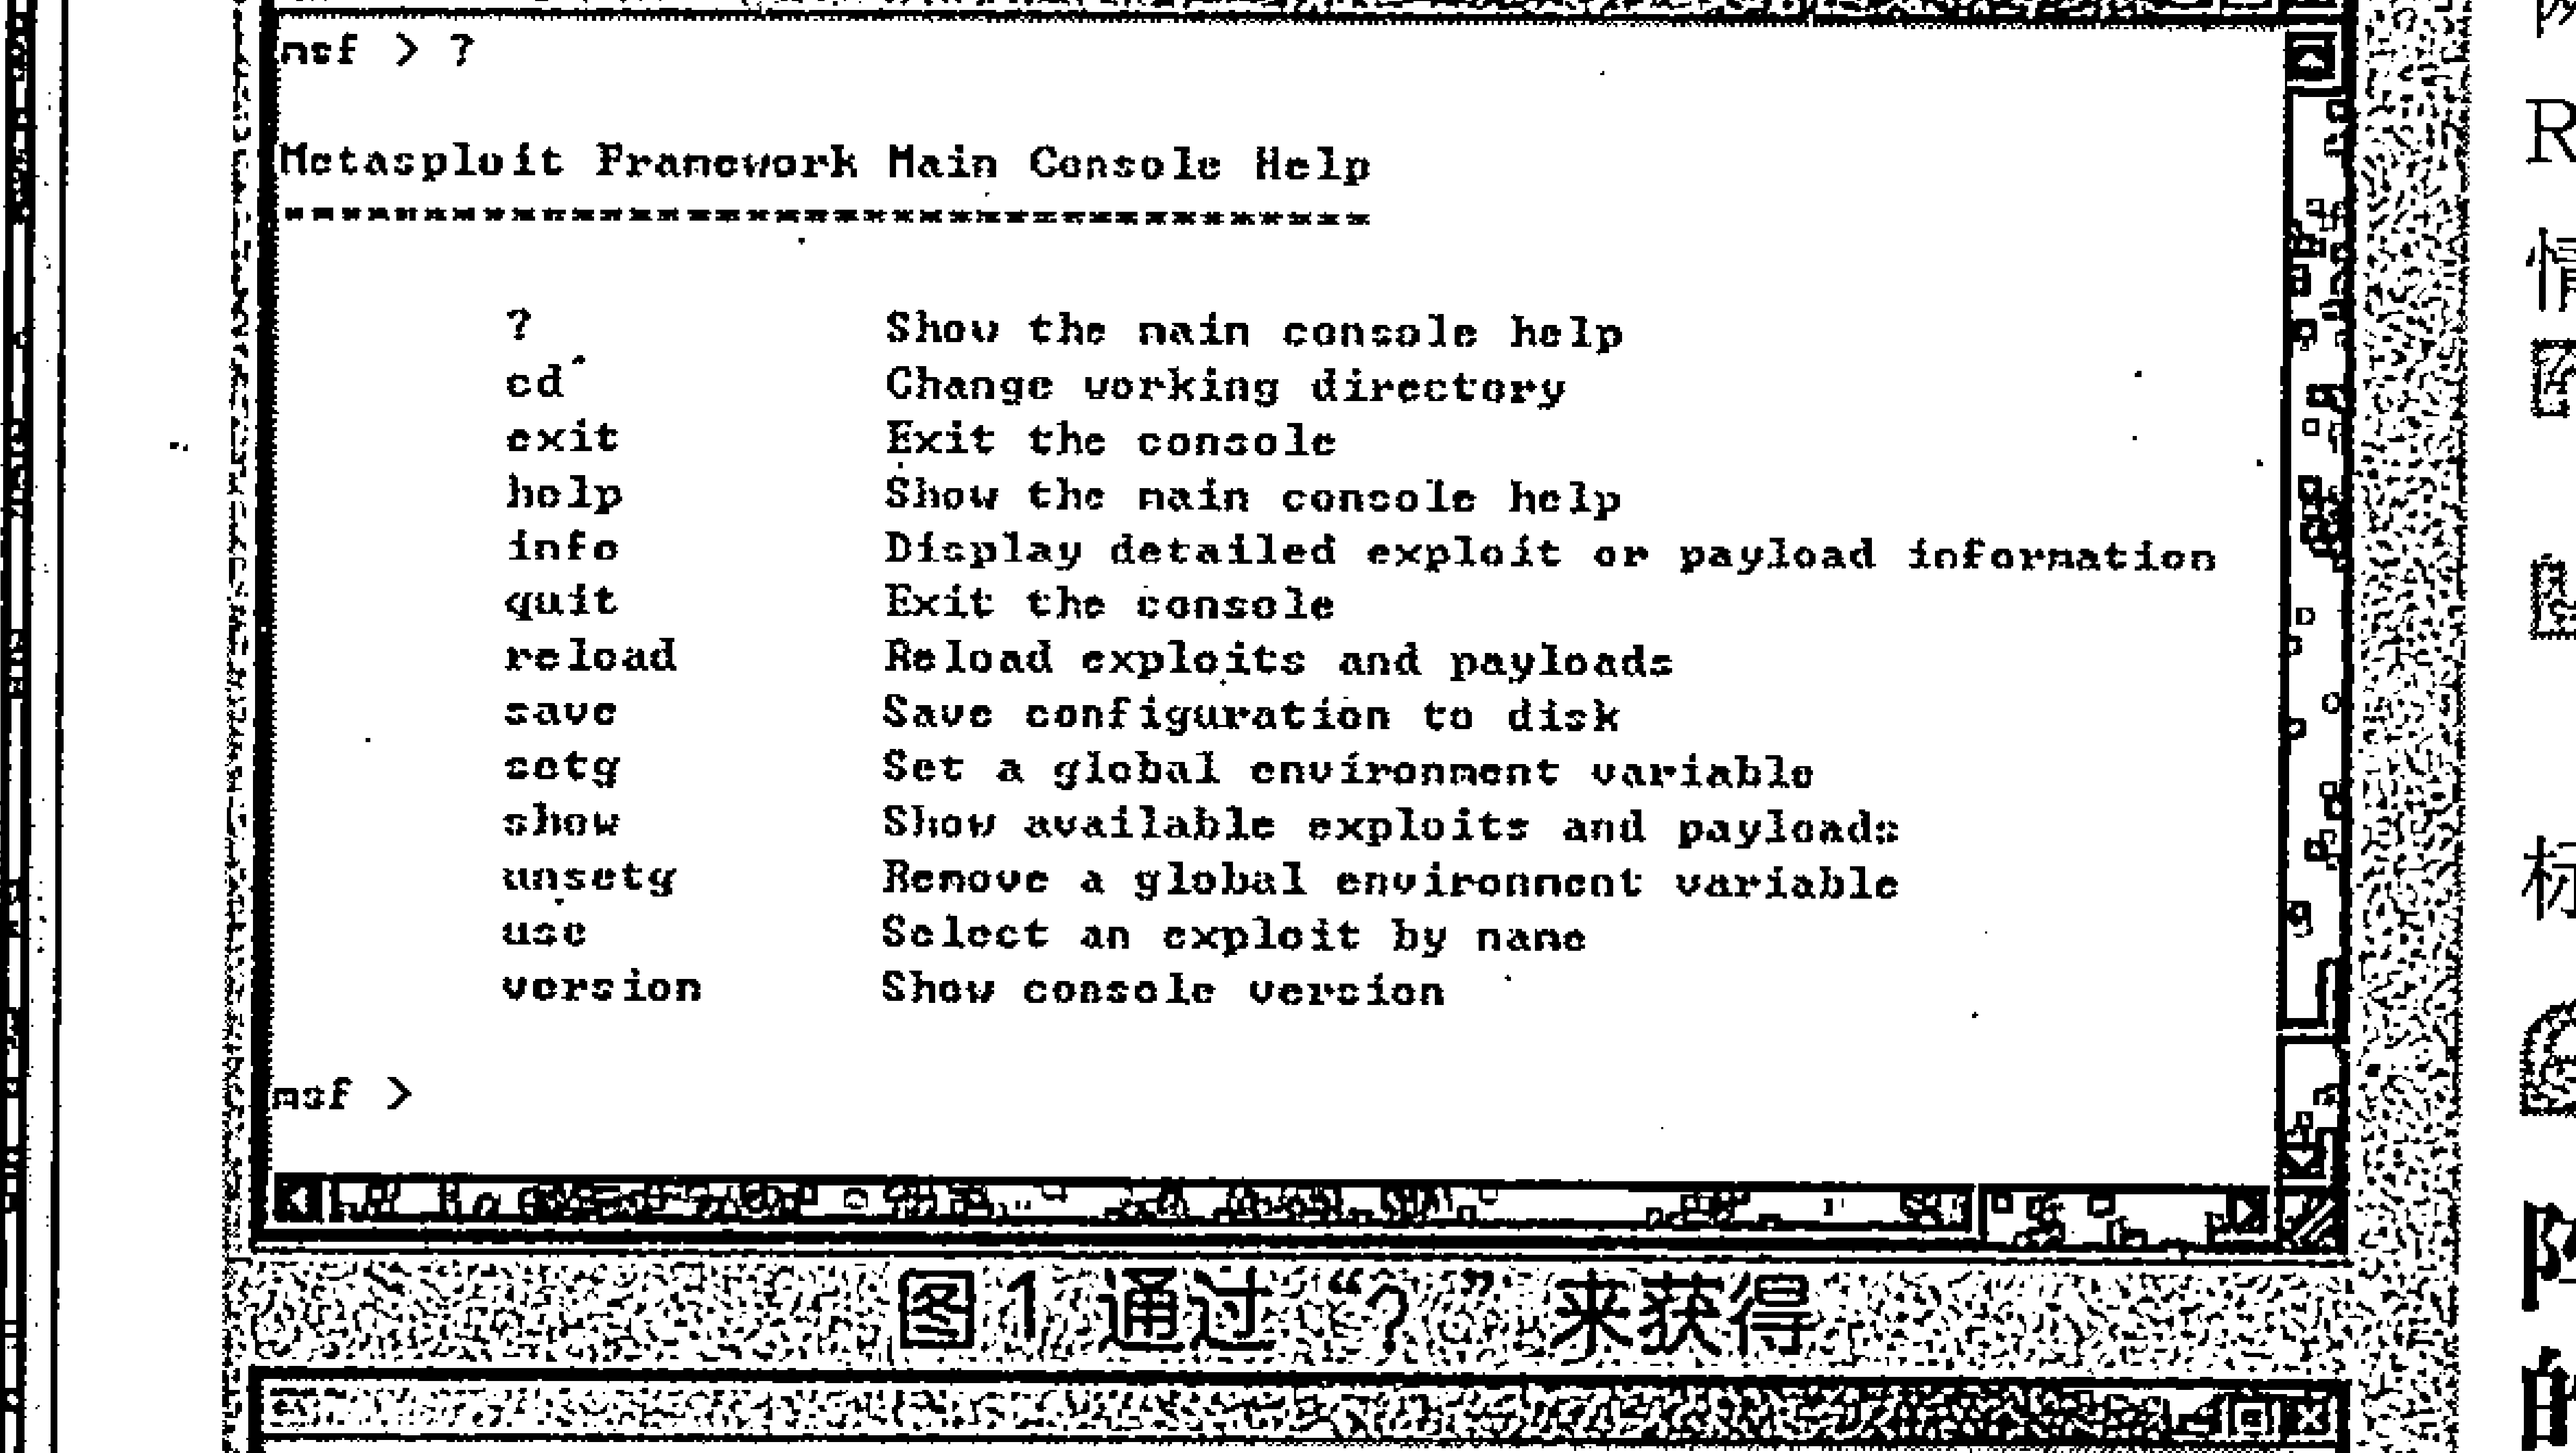 msf > ?
Metasploit Framework Main Console Help
======================================
? Show the main console help
cd Change working directory
exit Exit the console
help Show the main console help
info Display detailed exploit or payload information
quit Exit the console
reload Reload exploits and payloads
save Save configuration to disk
setg Set a global environment variable
show Show available exploits and payloads
unsetg Remove a global environment variable
use Select an exploit by name
version Show console version
msf >
图1 通过“?” 来获得
R
情
标
的